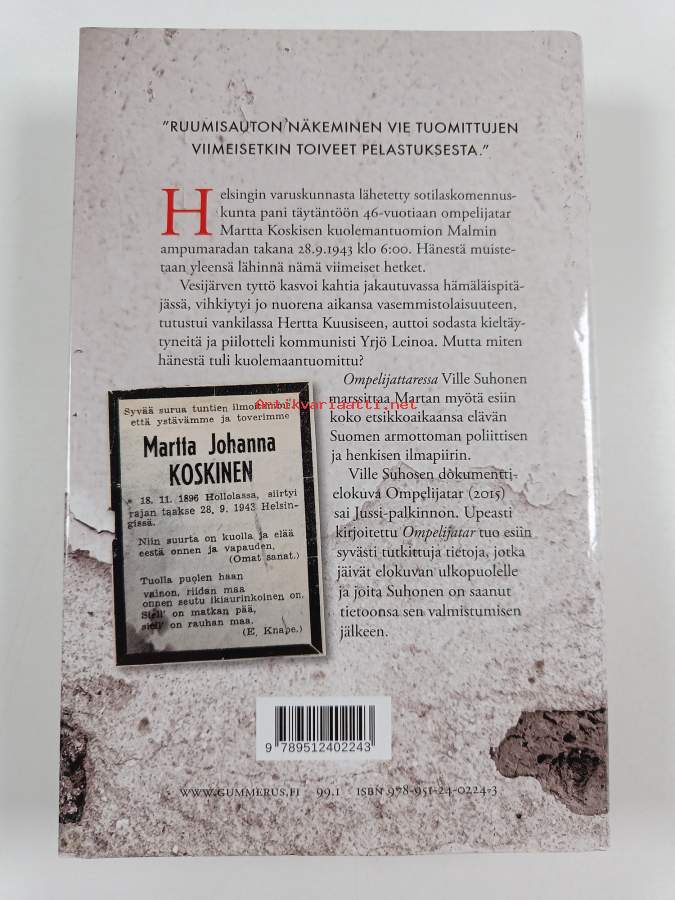 ”RUUMISAUTON NÄKEMINEN VIE TUOMITTUJEN
VIIMEISETKIN TOIVEET PELASTUKSESTA.”
Helsingin varuskunnasta lähetetty sotilaskomennus-
kunta pani täytäntöön 46-vuotiaan ompelijatar
Martta Koskisen kuolemantuomion Malmin
ampumaradan takana 28.9.1943 klo 6:00. Hänestä muiste-
taan yleensä lähinnä nämä viimeiset hetket.
Vesijärven tyttö kasvoi kahtia jakautuvassa hämäläispitä-
jässä, vihkiytyi jo nuorena aikansa vasemmistolaisuuteen,
tutustui vankilassa Hertta Kuusiseen, auttoi sodasta kieltäy-
tyneitä ja piilotteli kommunisti Yrjö Leinoa. Mutta miten
hänestä tuli kuolemaantuomittu?
Ompelijattaressa Ville Suhonen
marssittaa Martan myötä esiin
koko etsikkoaikaansa elävän
Suomen armottoman poliittisen
ja henkisen ilmapiirin.
Ville Suhosen dokumentti-
elokuva Ompelijatar (2015)
sai Jussi-palkinnon. Upeasti
kirjoitettu Ompelijatar tuo esiin
syvästi tutkittuja tietoja, jotka
jäivät elokuvan ulkopuolelle
ja joita Suhonen on saanut
tietoonsa sen valmistumisen
jälkeen.
Antikvariaatti.net
Syvää surua tuntien ilmoitamme,
että ystävämme ja toverimme
Martta Johanna
KOSKINEN
* 18. 11. 1896 Hollolassa, siirtyi
rajan taakse 28. 9. 1943 Helsin-
gissä.
Niin suurta on kuolla ja elää
eestä onnen ja vapauden,
(Omat sanat.)
Tuolla puolen haan
vainon, riidan maa
onnen seutu ikiaurinkoinen on.
Siell' on matkan pää,
siell' on rauhan maa.
(E. Knape.)
9 789512 402243
WWW.GUMMERUS.FI 99.1 ISBN 978-951-24-0224-3